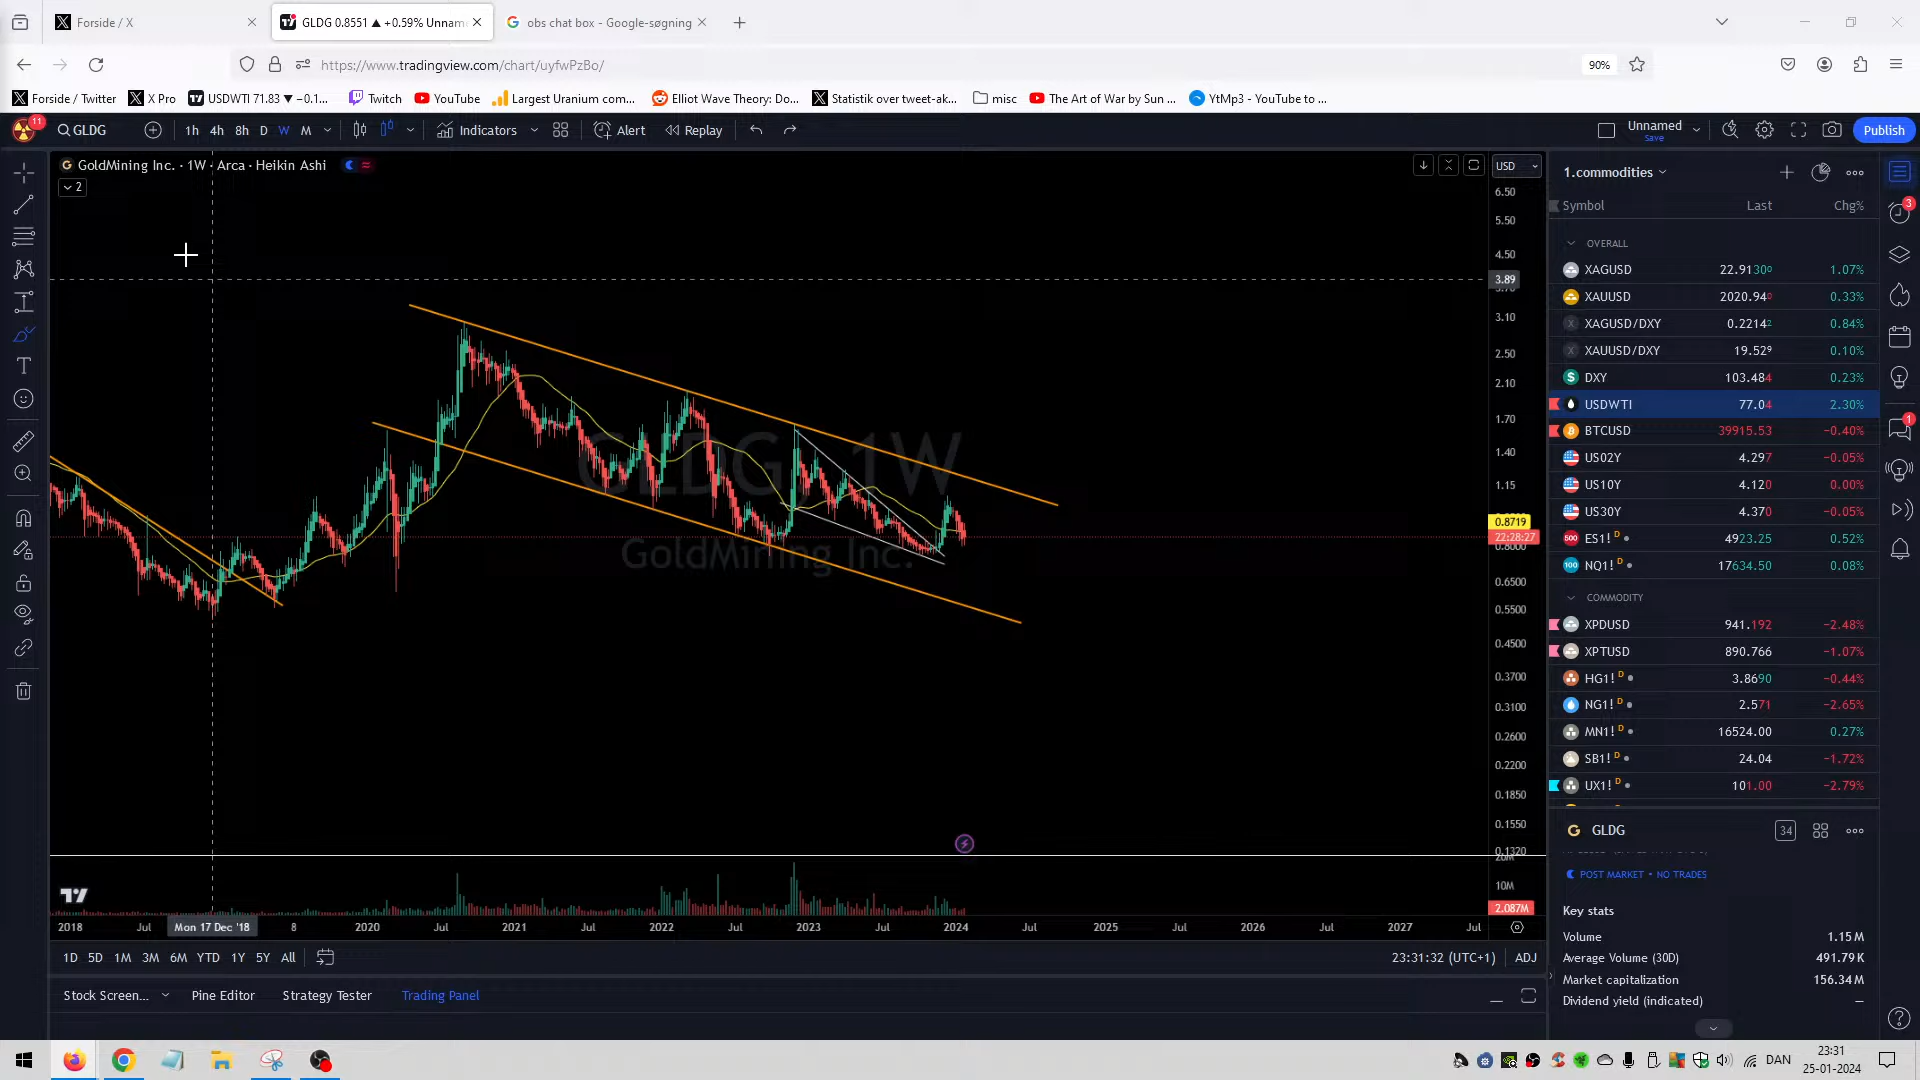 Forside / X
GLDG 0.8551 ▲ +0.59% Unnam
obs chat box - Google-søgning
https://www.tradingview.com/chart/uyfwPzBo/
90%
Forside / Twitter
X Pro
USDWTI 71.83 ▼ −0.1...
Twitch
YouTube
Largest Uranium com...
Elliot Wave Theory: Do...
Statistik over tweet-ak...
misc
The Art of War by Sun ...
YtMp3 - YouTube to ...
11
GLDG
1h 4h 8h D W M
Indicators
Alert
Replay
Unnamed
Save
Publish
GoldMining Inc. · 1W · Arca · Heikin Ashi
2
USD
6.50
5.50
4.50
3.89
3.10
2.50
2.10
1.70
1.40
1.15
0.8719
22:28:27
0.8000
0.6500
0.5500
0.4500
0.3700
0.3100
0.2600
0.2200
0.1850
0.1550
0.1320
20M
10M
2.087M
GLDG, 1W
GoldMining Inc.
2018 Jul Mon 17 Dec '18 8 2020 Jul 2021 Jul 2022 Jul 2023 Jul 2024 Jul 2025 Jul 2026 Jul 2027 Jul
1D 5D 1M 3M 6M YTD 1Y 5Y All
23:31:32 (UTC+1) ADJ
Stock Screen... Pine Editor Strategy Tester Trading Panel
1.commodities
Symbol Last Chg%
OVERALL
XAGUSD 22.9130⁰ 1.07%
XAUUSD 2020.94⁰ 0.33%
XAGUSD/DXY 0.2214² 0.84%
XAUUSD/DXY 19.52⁹ 0.10%
DXY 103.484 0.23%
USDWTI 77.04 2.30%
BTCUSD 39915.53 −0.40%
US02Y 4.297 −0.05%
US10Y 4.120 0.00%
US30Y 4.370 −0.05%
ES1! D 4923.25 0.52%
NQ1! D 17634.50 0.08%
COMMODITY
XPDUSD 941.192 −2.48%
XPTUSD 890.766 −1.07%
HG1! D 3.8690 −0.44%
NG1! D 2.571 −2.65%
MN1! D 16524.00 0.27%
SB1! D 24.04 −1.72%
UX1! D 101.00 −2.79%
GLDG
34
POST MARKET • NO TRADES
Key stats
Volume 1.15 M
Average Volume (30D) 491.79 K
Market capitalization 156.34 M
Dividend yield (indicated) —
3
1
DAN
23:31
25-01-2024